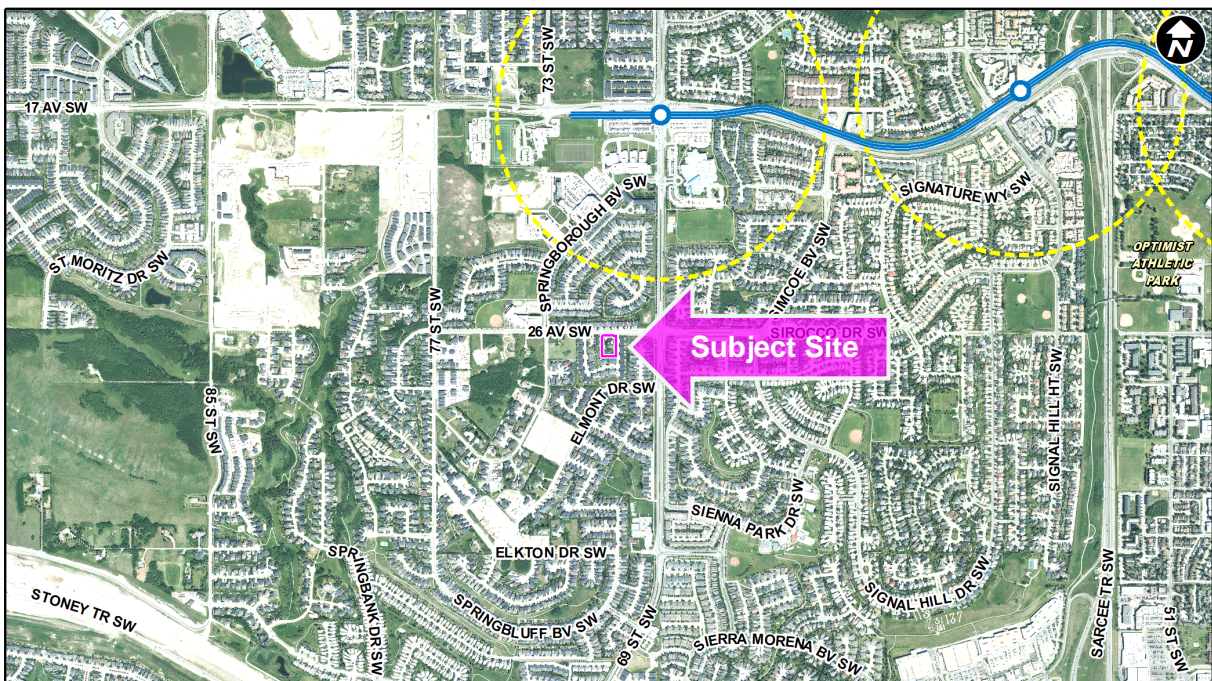 N
73 ST SW
17 AV SW
SIGNATURE WY SW
SPRINGBOROUGH BV SW
ST MORITZ DR SW
SIMCOE BV SW
OPTIMIST
ATHLETIC
PARK
77 ST SW
26 AV SW
SIROCCO DR SW
Subject Site
ELMONT DR SW
85 ST SW
SIGNAL HILL HT SW
SIENNA PARK DR SW
ELKTON DR SW
SPRINGBANK DR SW
SIGNAL HILL DR SW
STONEY TR SW
SPRINGBLUFF BV SW
69 ST SW
SIERRA MORENA BV SW
SARCEE TR SW
51 ST SW